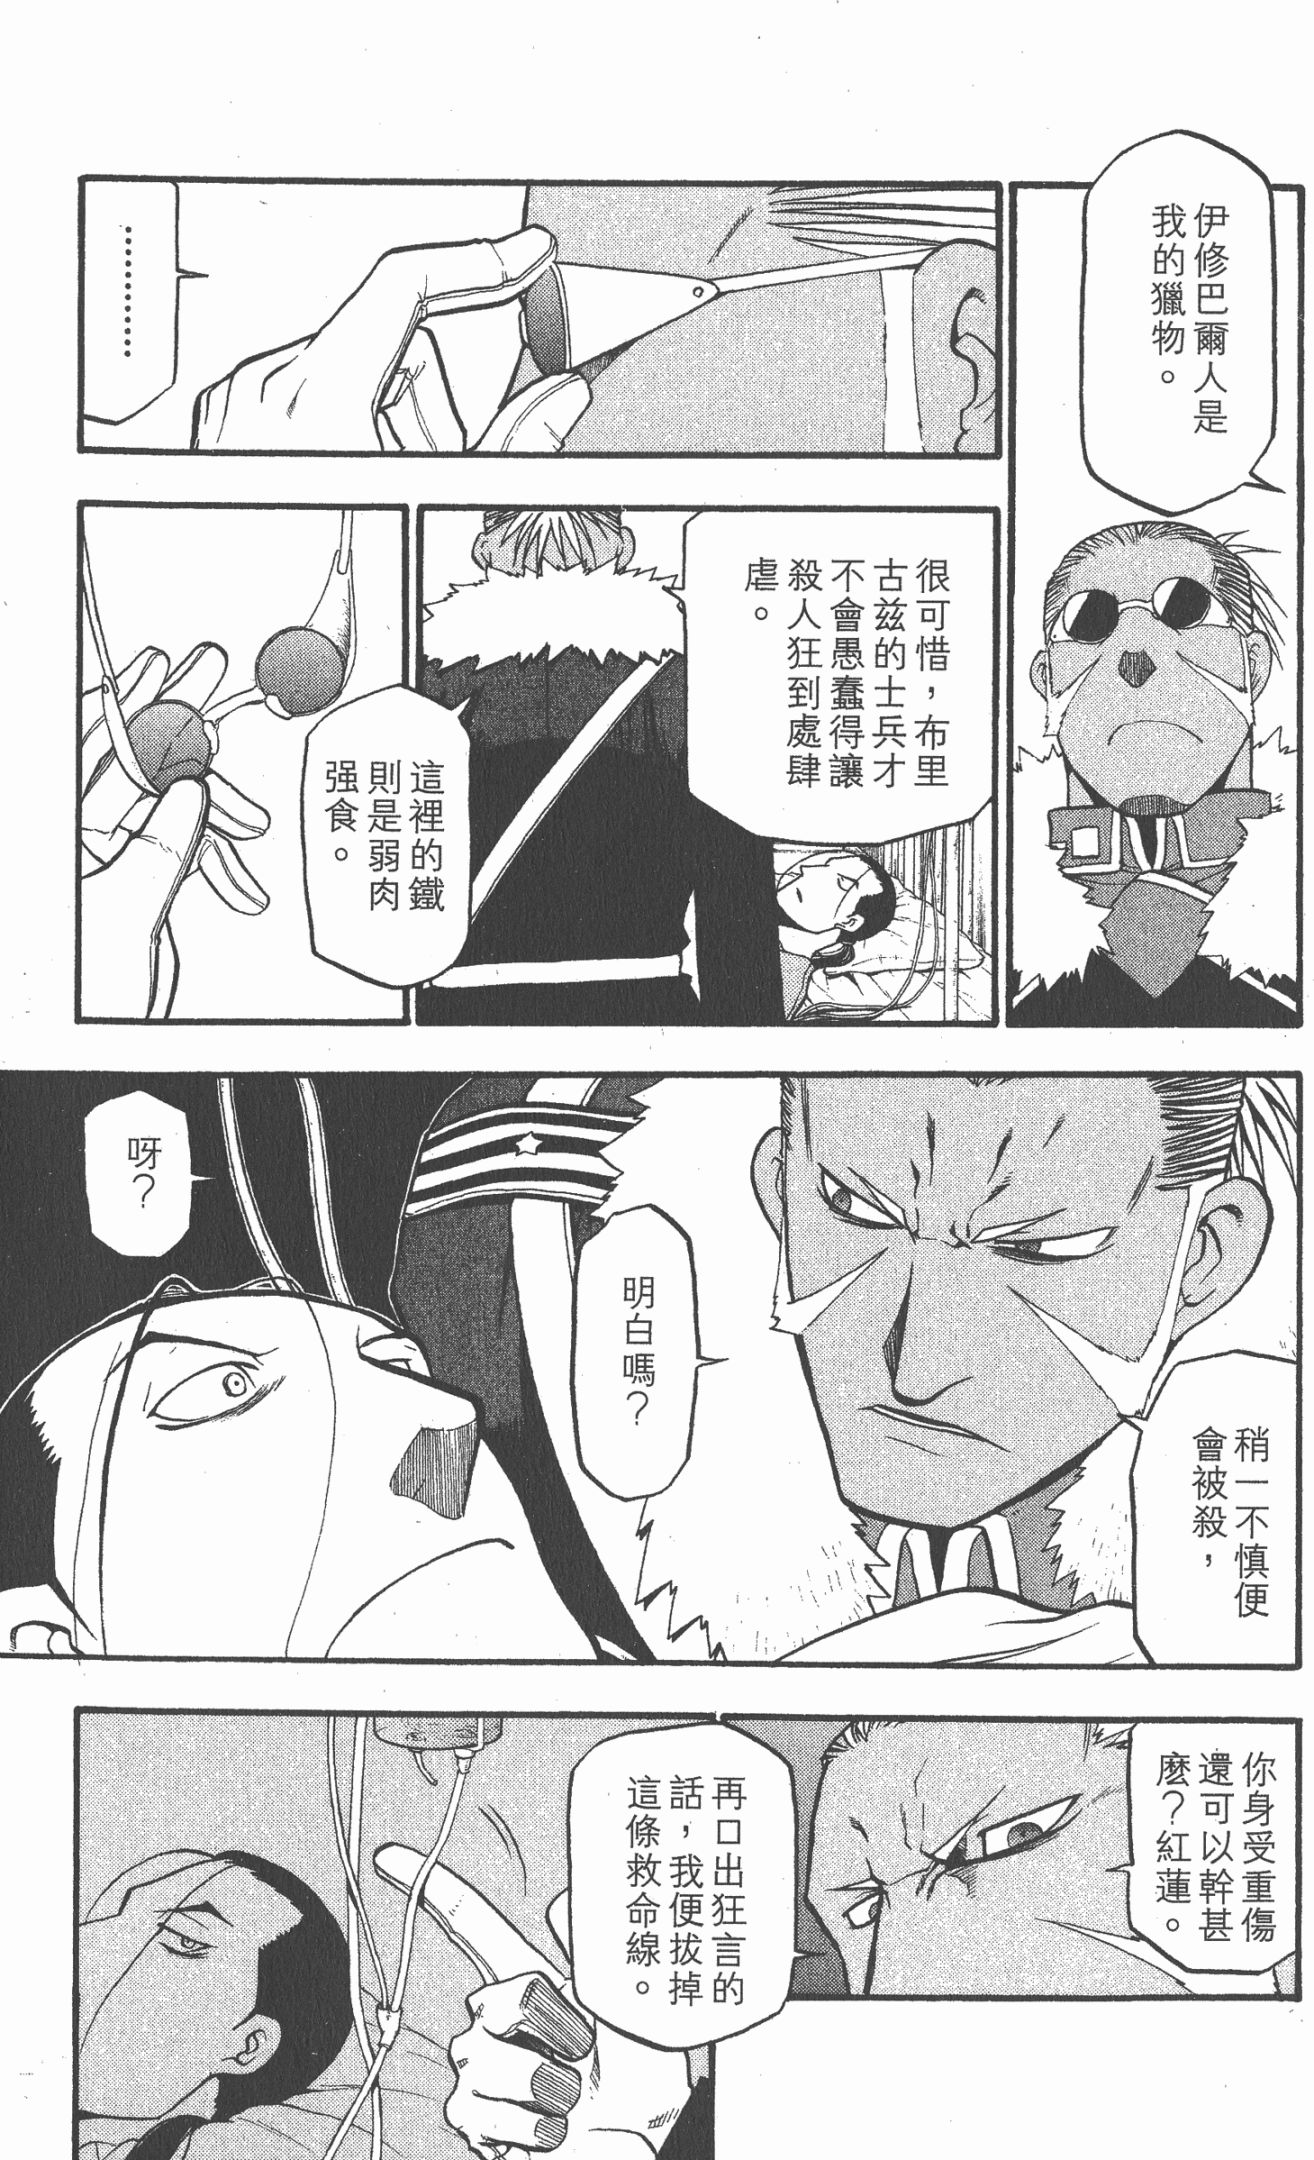 伊修巴爾人是
我的獵物。
…………
很可惜，布里
古茲的士兵才
不會愚蠢得讓
殺人狂到處肆
虐。
這裡的鐵
則是弱肉
强食。
稍一不慎便
會被殺，
明白嗎？
呀？
你身受重傷
還可以幹甚
麼？紅蓮。
再口出狂言的
話，我便拔掉
這條救命線。